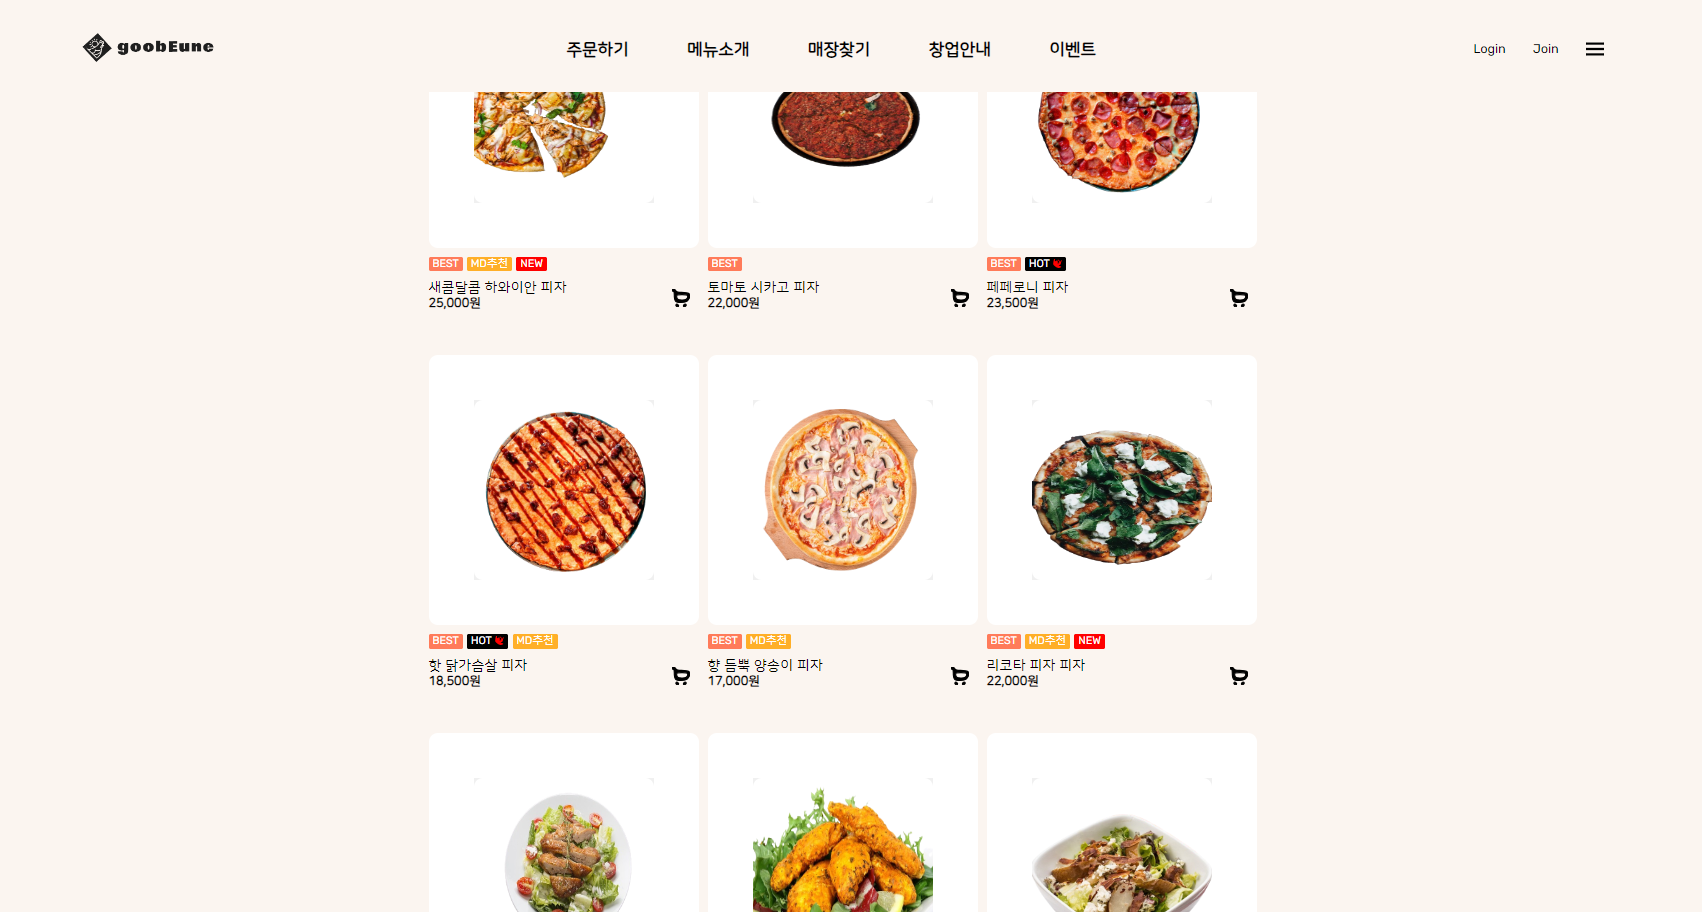 goobEune
주문하기 메뉴소개 매장찾기 창업안내 이벤트
Login Join
BEST MD추천 NEW
새콤달콤 하와이안 피자
25,000원
BEST
토마토 시카고 피자
22,000원
BEST HOT
페페로니 피자
23,500원
BEST HOT MD추천
핫 닭가슴살 피자
18,500원
BEST MD추천
향 듬뿍 양송이 피자
17,000원
BEST MD추천 NEW
리코타 피자 피자
22,000원